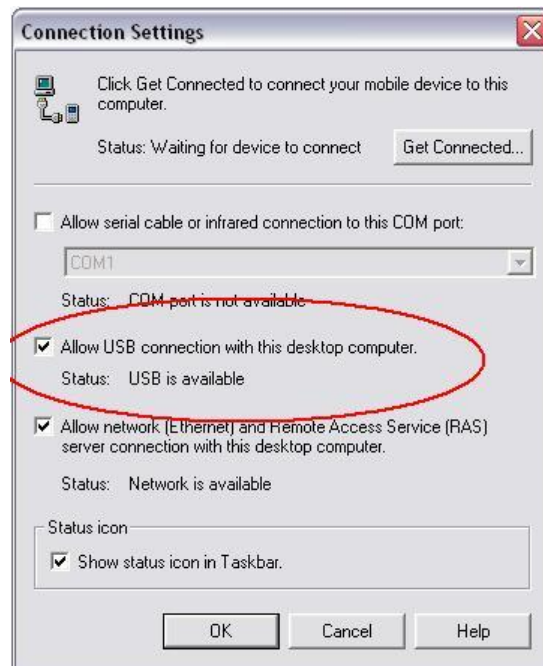 Connection Settings
Click Get Connected to connect your mobile device to this
computer.
Status: Waiting for device to connect
Get Connected...
Allow serial cable or infrared connection to this COM port:
COM1
Status: COM port is not available
Allow USB connection with this desktop computer.
Status: USB is available
Allow network (Ethernet) and Remote Access Service (RAS)
server connection with this desktop computer.
Status: Network is available
Status icon
Show status icon in Taskbar.
OK
Cancel
Help